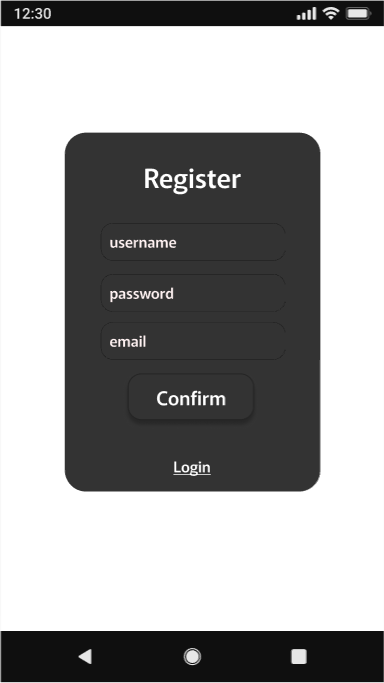 12:30
Register
username
password
email
Confirm
Login